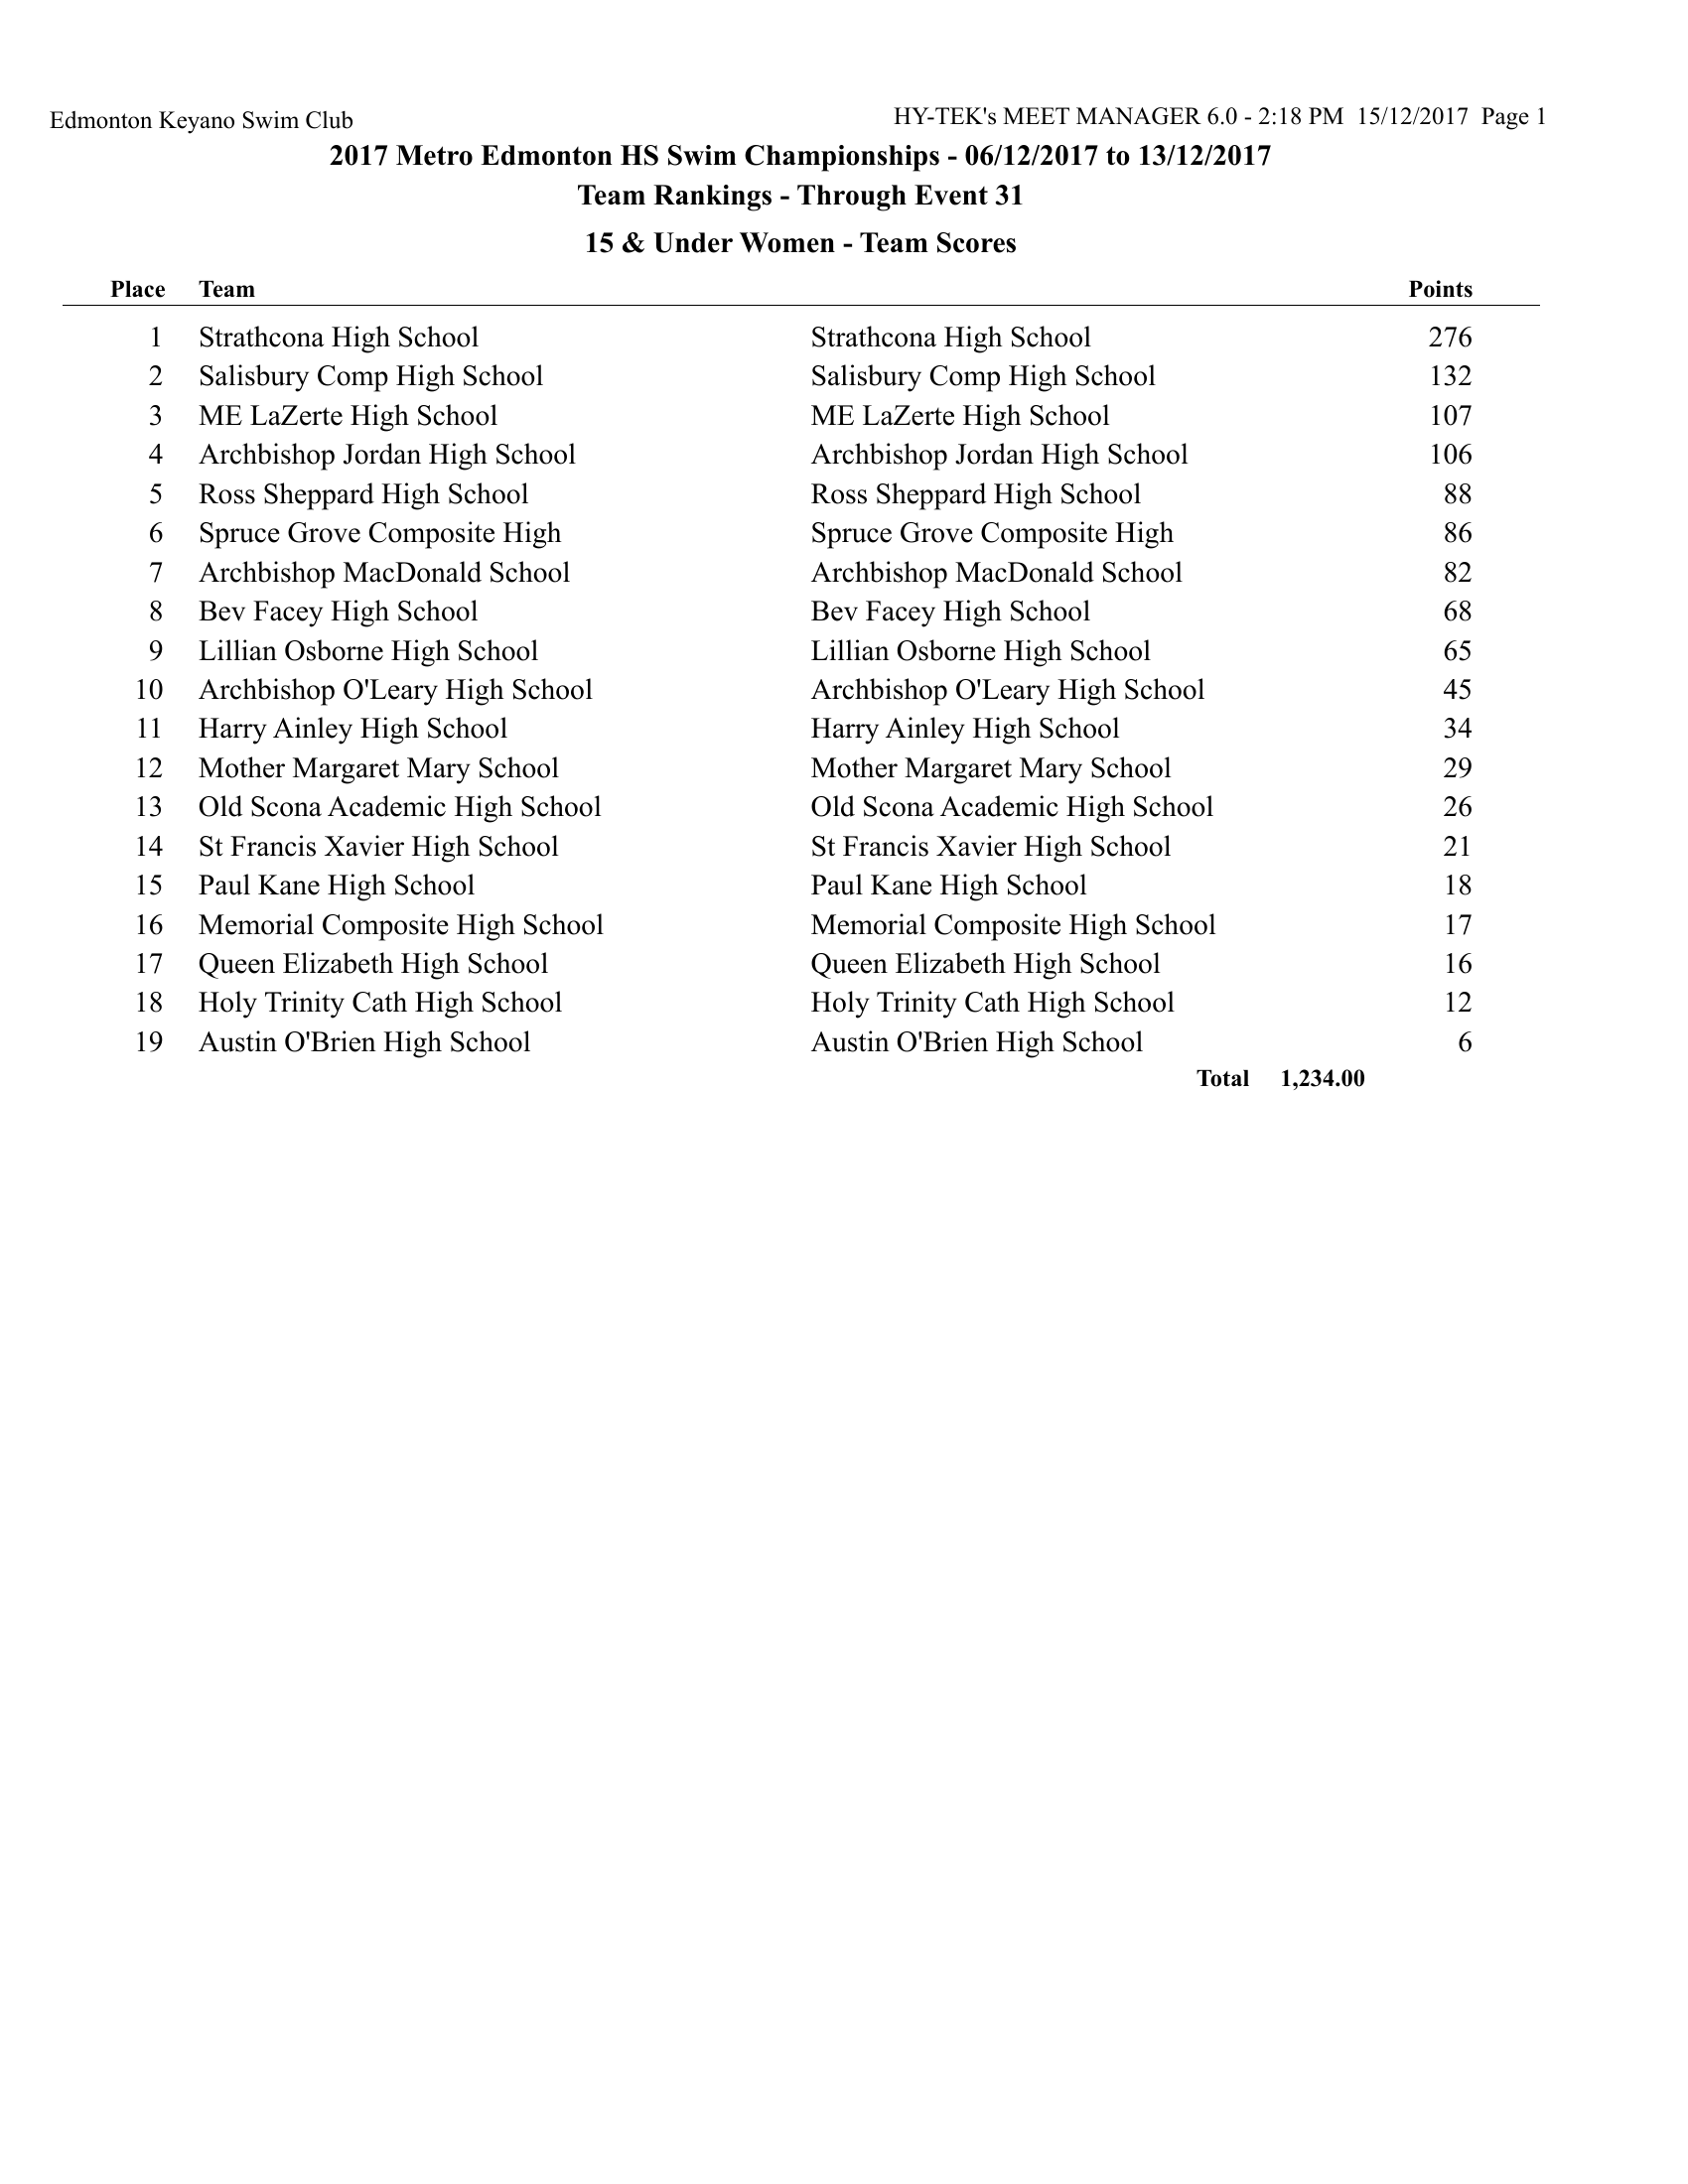 Edmonton Keyano Swim Club HY-TEK's MEET MANAGER 6.0 - 2:18 PM 15/12/2017 Page 1
2017 Metro Edmonton HS Swim Championships - 06/12/2017 to 13/12/2017
Team Rankings - Through Event 31
15 & Under Women - Team Scores
Place Team Points
1 Strathcona High School Strathcona High School 276
2 Salisbury Comp High School Salisbury Comp High School 132
3 ME LaZerte High School ME LaZerte High School 107
4 Archbishop Jordan High School Archbishop Jordan High School 106
5 Ross Sheppard High School Ross Sheppard High School 88
6 Spruce Grove Composite High Spruce Grove Composite High 86
7 Archbishop MacDonald School Archbishop MacDonald School 82
8 Bev Facey High School Bev Facey High School 68
9 Lillian Osborne High School Lillian Osborne High School 65
10 Archbishop O'Leary High School Archbishop O'Leary High School 45
11 Harry Ainley High School Harry Ainley High School 34
12 Mother Margaret Mary School Mother Margaret Mary School 29
13 Old Scona Academic High School Old Scona Academic High School 26
14 St Francis Xavier High School St Francis Xavier High School 21
15 Paul Kane High School Paul Kane High School 18
16 Memorial Composite High School Memorial Composite High School 17
17 Queen Elizabeth High School Queen Elizabeth High School 16
18 Holy Trinity Cath High School Holy Trinity Cath High School 12
19 Austin O'Brien High School Austin O'Brien High School 6
Total 1,234.00